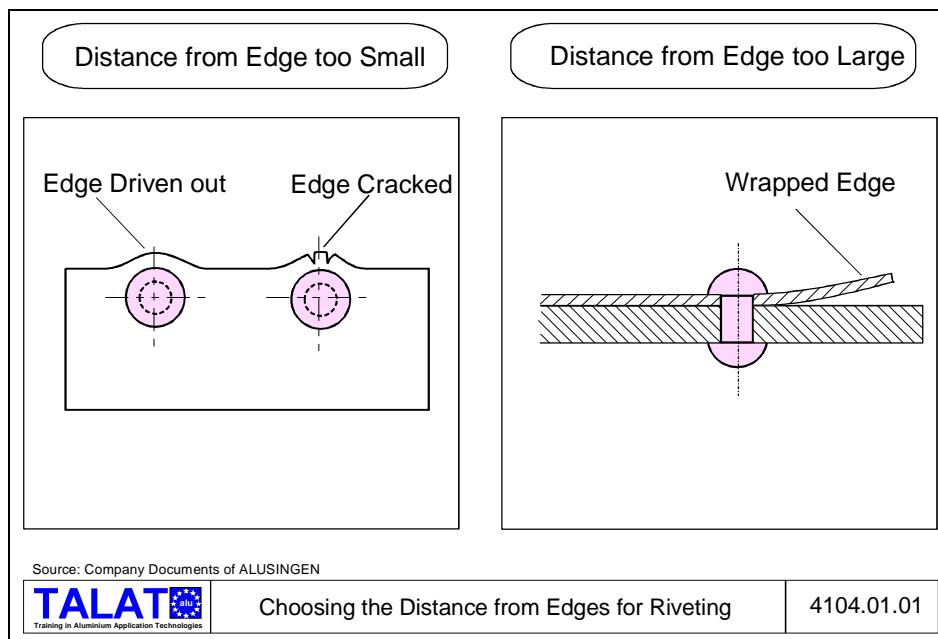 Distance from Edge too Small
Distance from Edge too Large
Edge Driven out
Edge Cracked
Wrapped Edge
Source: Company Documents of ALUSINGEN
TALAT
alu
Training in Aluminium Application Technologies
Choosing the Distance from Edges for Riveting
4104.01.01